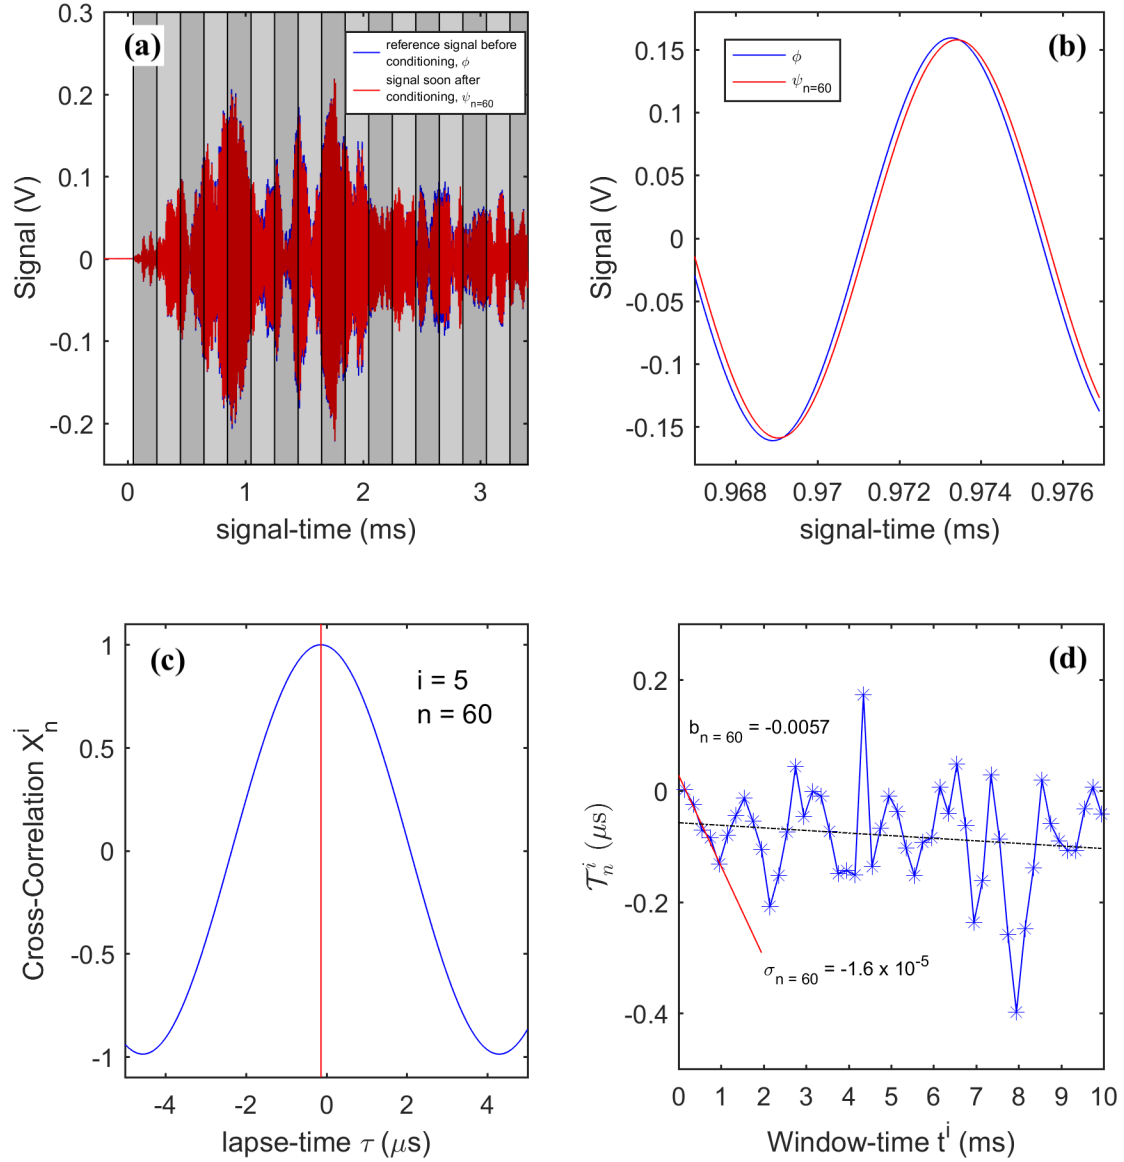 (a)
reference signal before
conditioning, ϕ
signal soon after
conditioning, ψn=60
0.3
0.2
0.1
0
-0.1
-0.2
Signal (V)
0 1 2 3
signal-time (ms)
(b)
ϕ
ψn=60
0.15
0.1
0.05
0
-0.05
-0.1
-0.15
Signal (V)
0.968 0.97 0.972 0.974 0.976
signal-time (ms)
(c)
i = 5
n = 60
1
0.5
0
-0.5
-1
Cross-Correlation Xni
-4 -2 0 2 4
lapse-time τ (μs)
(d)
bn = 60 = -0.0057
σn = 60 = -1.6 x 10-5
0.2
0
-0.2
-0.4
𝒯ni (μs)
0 1 2 3 4 5 6 7 8 9 10
Window-time ti (ms)